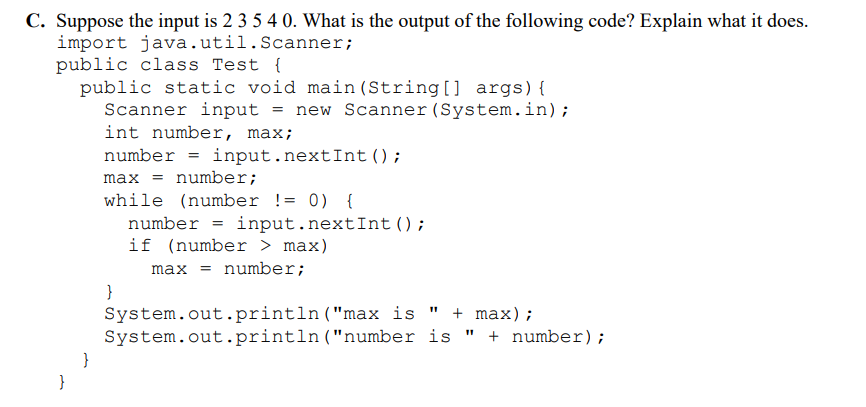 C. Suppose the input is 2 3 5 4 0. What is the output of the following code? Explain what it does.
import java.util.Scanner;
public class Test {
public static void main(String[] args){
Scanner input = new Scanner(System.in);
int number, max;
number = input.nextInt();
max = number;
while (number != 0) {
number = input.nextInt();
if (number > max)
max = number;
}
System.out.println("max is " + max);
System.out.println("number is " + number);
}
}